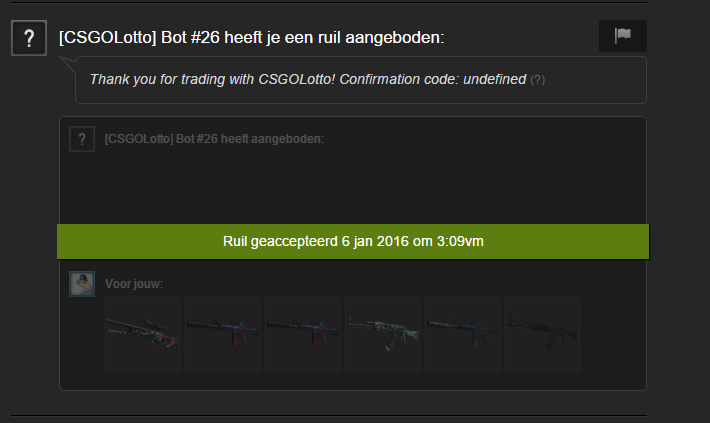 ?
[CSGOLotto] Bot #26 heeft je een ruil aangeboden:
Thank you for trading with CSGOLotto! Confirmation code: undefined (?)
?
[CSGOLotto] Bot #26 heeft aangeboden:
Ruil geaccepteerd 6 jan 2016 om 3:09vm
Voor jouw: